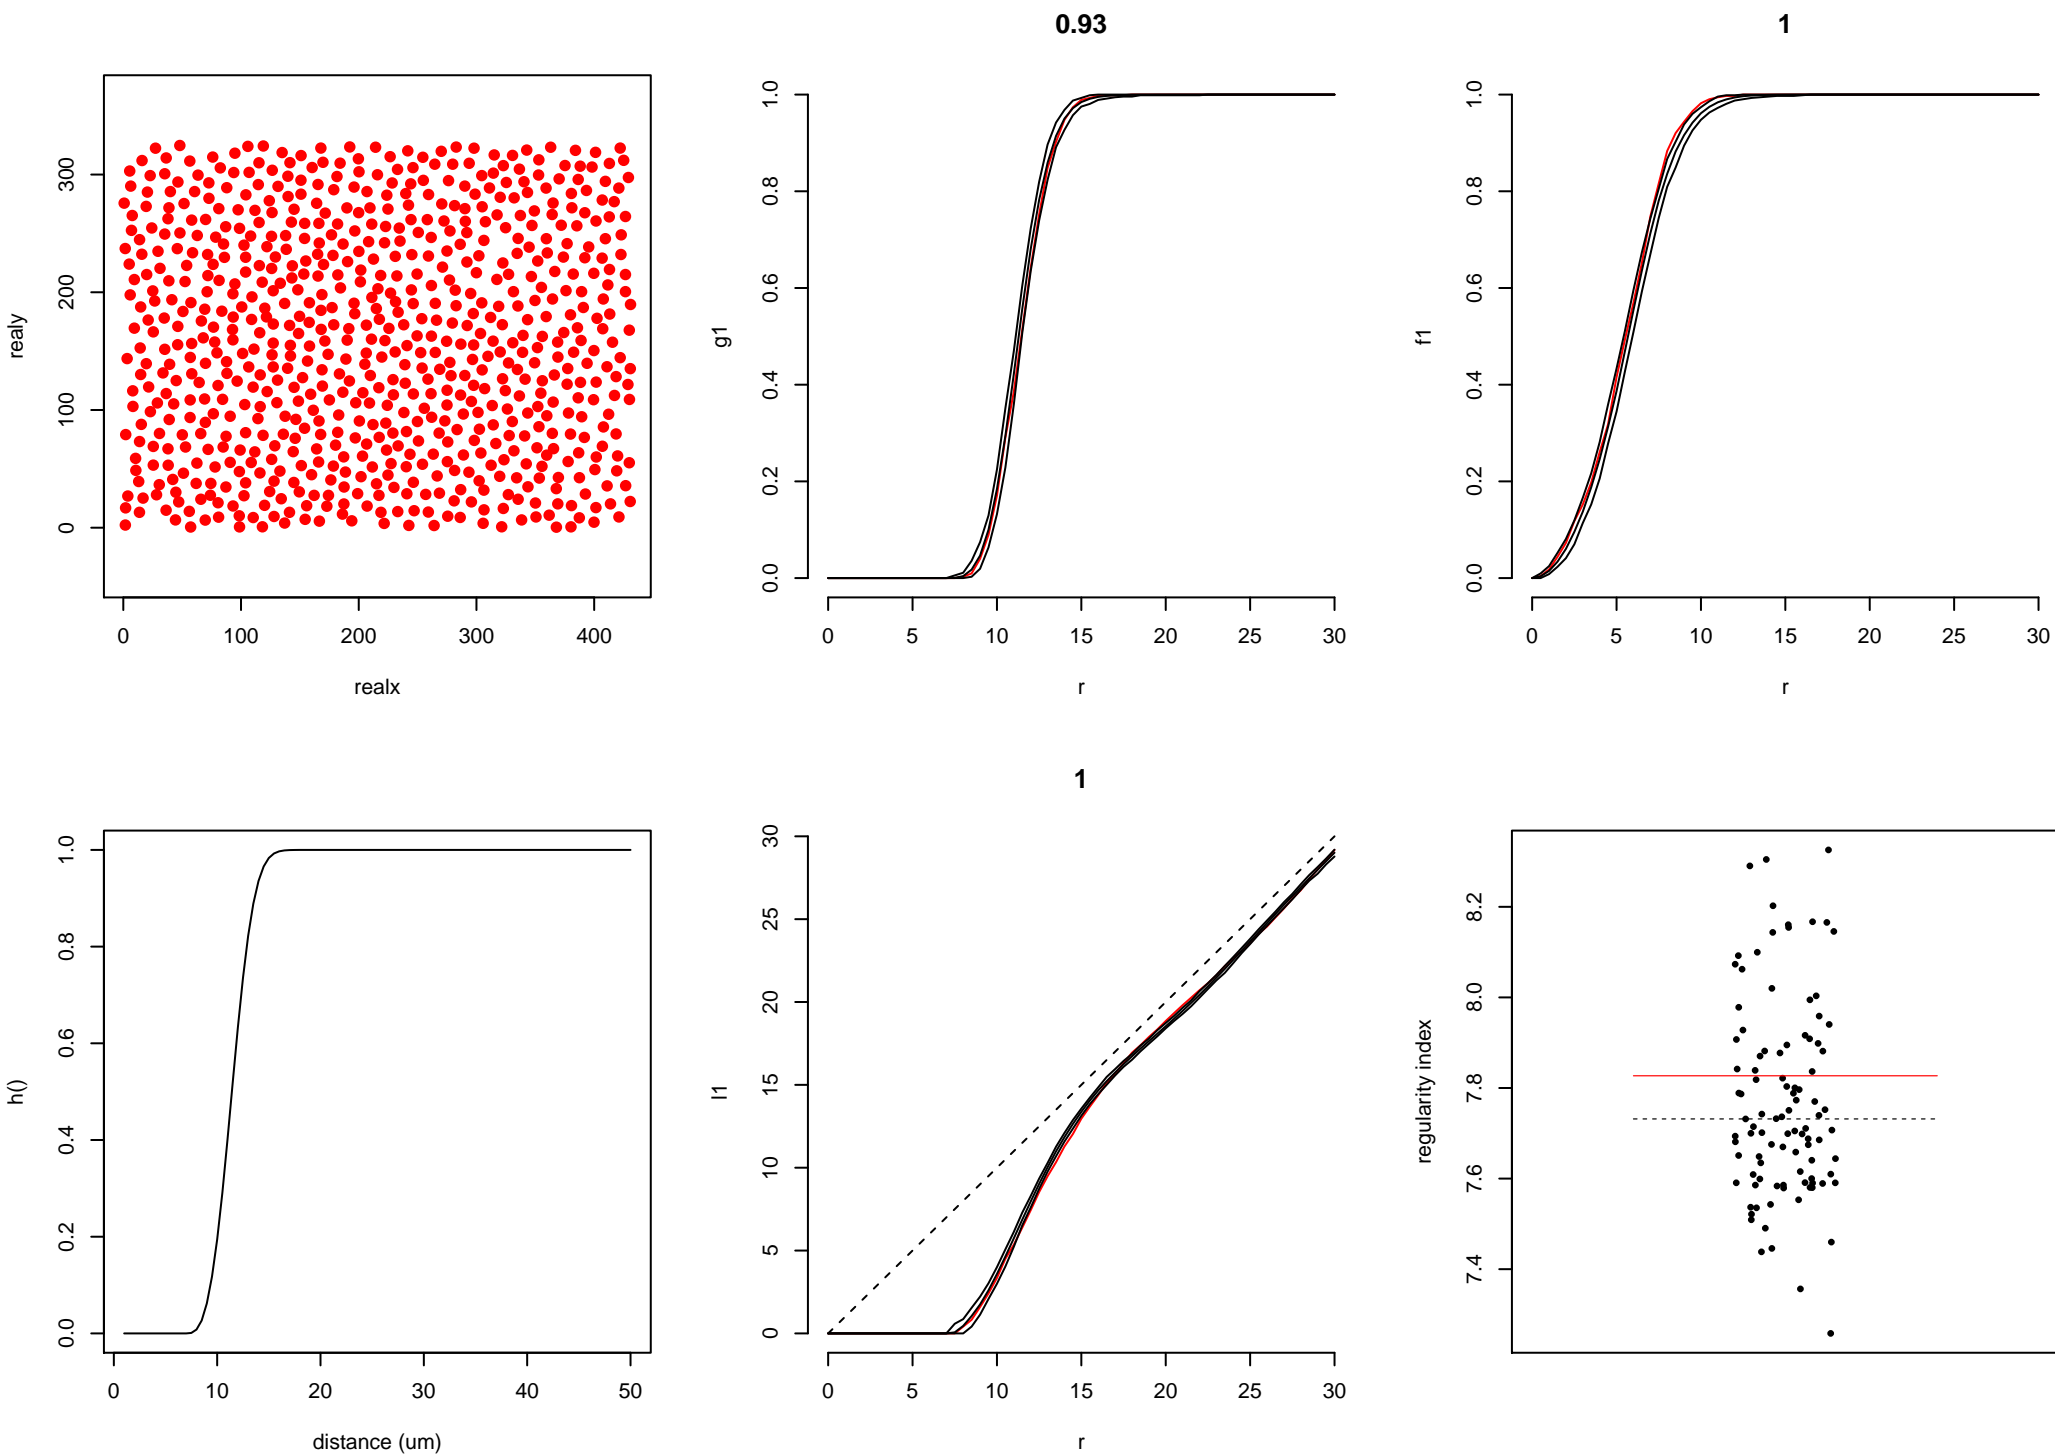 realy
0 100 200 300
0 100 200 300 400
realx
0.93
g1
0.0 0.2 0.4 0.6 0.8 1.0
0 5 10 15 20 25 30
r
1
f1
0.0 0.2 0.4 0.6 0.8 1.0
0 5 10 15 20 25 30
r
h()
0.0 0.2 0.4 0.6 0.8 1.0
0 10 20 30 40 50
distance (um)
1
l1
0 5 10 15 20 25 30
0 5 10 15 20 25 30
r
regularity index
7.4 7.6 7.8 8.0 8.2